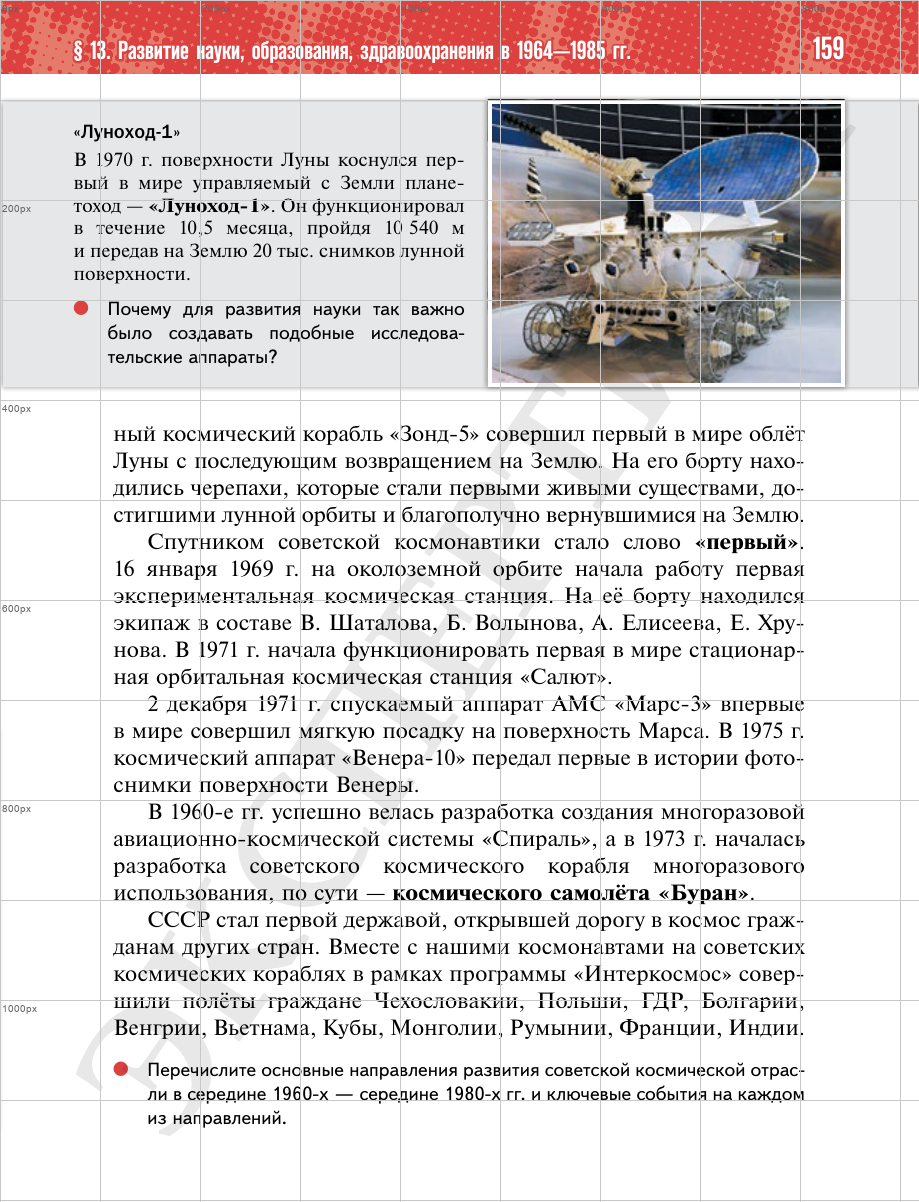 § 13. Развитие науки, образования, здравоохранения в 1964—1985 гг.
159
«Луноход-1»
В 1970 г. поверхности Луны коснулся пер-
вый в мире управляемый с Земли плане-
тоход — «Луноход-1». Он функционировал
в течение 10,5 месяца, пройдя 10 540 м
и передав на Землю 20 тыс. снимков лунной
поверхности.
Почему для развития науки так важно
было создавать подобные исследова-
тельские аппараты?
200px
400px
ный космический корабль «Зонд-5» совершил первый в мире облёт
Луны с последующим возвращением на Землю. На его борту нахо-
дились черепахи, которые стали первыми живыми существами, до-
стигшими лунной орбиты и благополучно вернувшимися на Землю.
Спутником советской космонавтики стало слово «первый».
16 января 1969 г. на околоземной орбите начала работу первая
экспериментальная космическая станция. На её борту находился
600px
экипаж в составе В. Шаталова, Б. Волынова, А. Елисеева, Е. Хру-
нова. В 1971 г. начала функционировать первая в мире стационар-
ная орбитальная космическая станция «Салют».
2 декабря 1971 г. спускаемый аппарат АМС «Марс-3» впервые
в мире совершил мягкую посадку на поверхность Марса. В 1975 г.
космический аппарат «Венера-10» передал первые в истории фото-
снимки поверхности Венеры.
800px
В 1960-е гг. успешно велась разработка создания многоразовой
авиационно-космической системы «Спираль», а в 1973 г. началась
разработка советского космического корабля многоразового
использования, по сути — космического самолёта «Буран».
СССР стал первой державой, открывшей дорогу в космос граж-
данам других стран. Вместе с нашими космонавтами на советских
космических кораблях в рамках программы «Интеркосмос» совер-
шили полёты граждане Чехословакии, Польши, ГДР, Болгарии,
1000px
Венгрии, Вьетнама, Кубы, Монголии, Румынии, Франции, Индии.
Перечислите основные направления развития советской космической отрас-
ли в середине 1960-х — середине 1980-х гг. и ключевые события на каждом
из направлений.